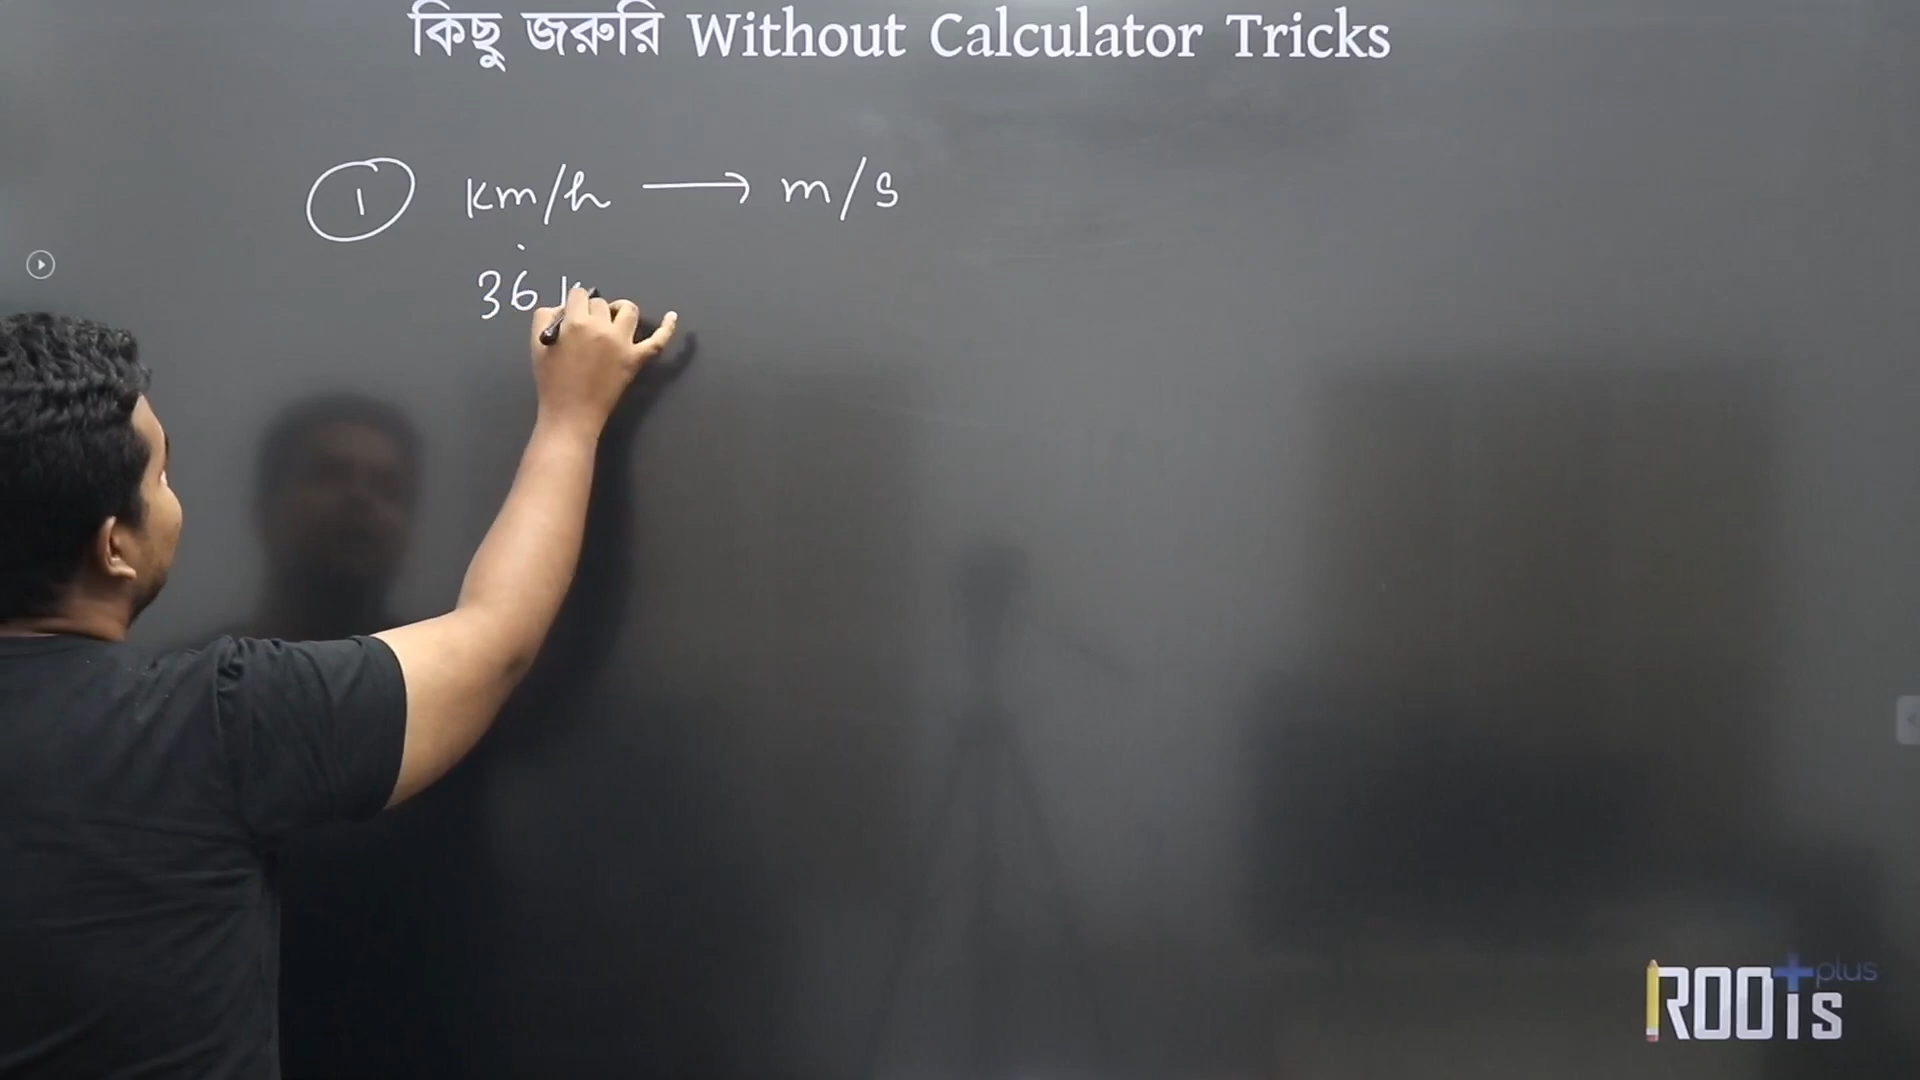 কিছু জরুরি Without Calculator Tricks
1 km/h ⟶ m/s
36
ROOTs plus